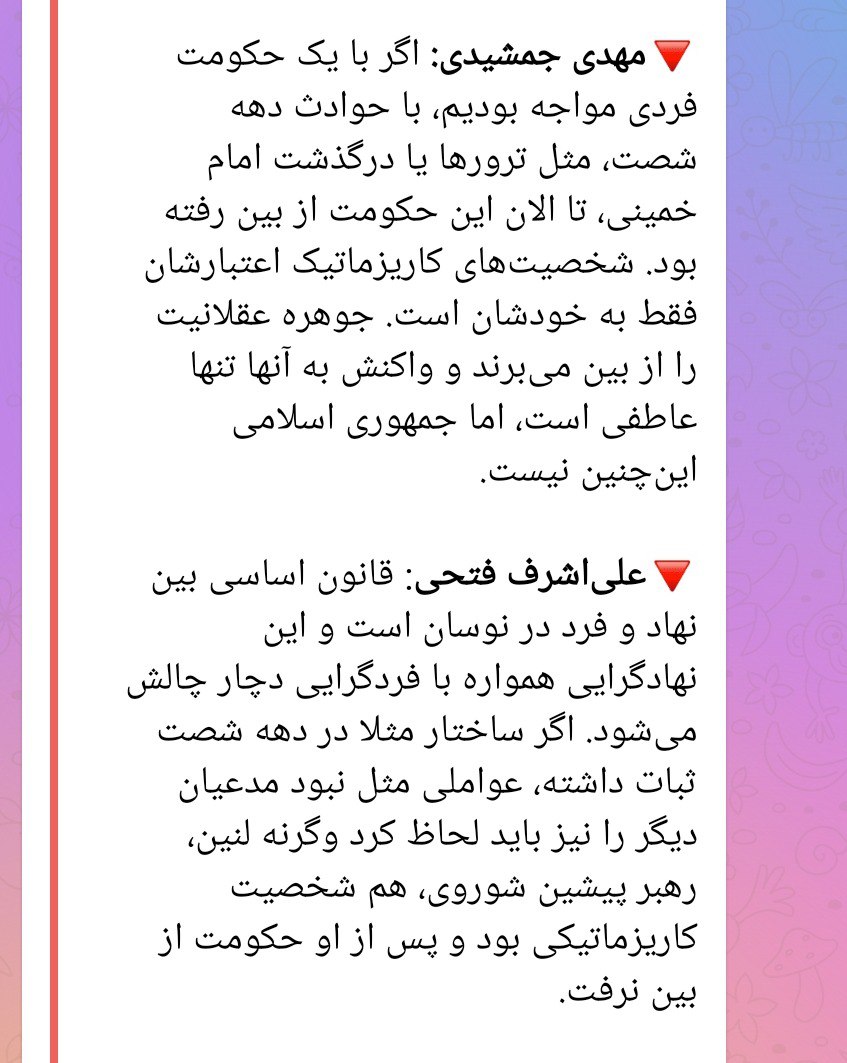 🔻مهدی جمشیدی: اگر با یک حکومت
فردی مواجه بودیم، با حوادث دهه
شصت، مثل ترورها یا درگذشت امام
خمینی، تا الان این حکومت از بین رفته
بود. شخصیت‌های کاریزماتیک اعتبارشان
فقط به خودشان است. جوهره عقلانیت
را از بین می‌برند و واکنش به آنها تنها
عاطفی است، اما جمهوری اسلامی
این‌چنین نیست.
🔻علی‌اشرف فتحی: قانون اساسی بین
نهاد و فرد در نوسان است و این
نهادگرایی همواره با فردگرایی دچار چالش
می‌شود. اگر ساختار مثلا در دهه شصت
ثبات داشته، عواملی مثل نبود مدعیان
دیگر را نیز باید لحاظ کرد وگرنه لنین،
رهبر پیشین شوروی، هم شخصیت
کاریزماتیکی بود و پس از او حکومت از
بین نرفت.